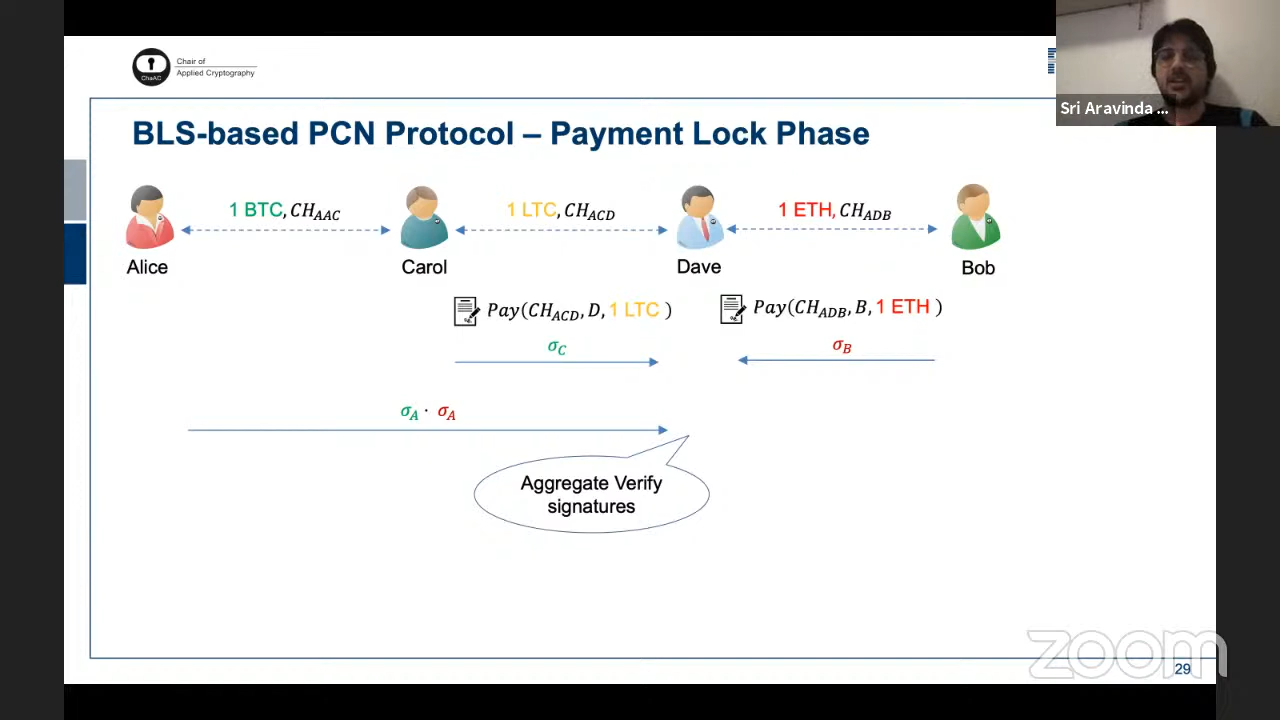 Chair of
Applied Cryptography
ChaAC
Sri Aravinda ...
BLS-based PCN Protocol – Payment Lock Phase
1 BTC, CH_AAC
1 LTC, CH_ACD
1 ETH, CH_ADB
Alice
Carol
Dave
Bob
Pay(CH_ACD, D, 1 LTC )
Pay(CH_ADB, B, 1 ETH )
σ_C
σ_B
σ_A · σ_A
Aggregate Verify
signatures
zoom
29